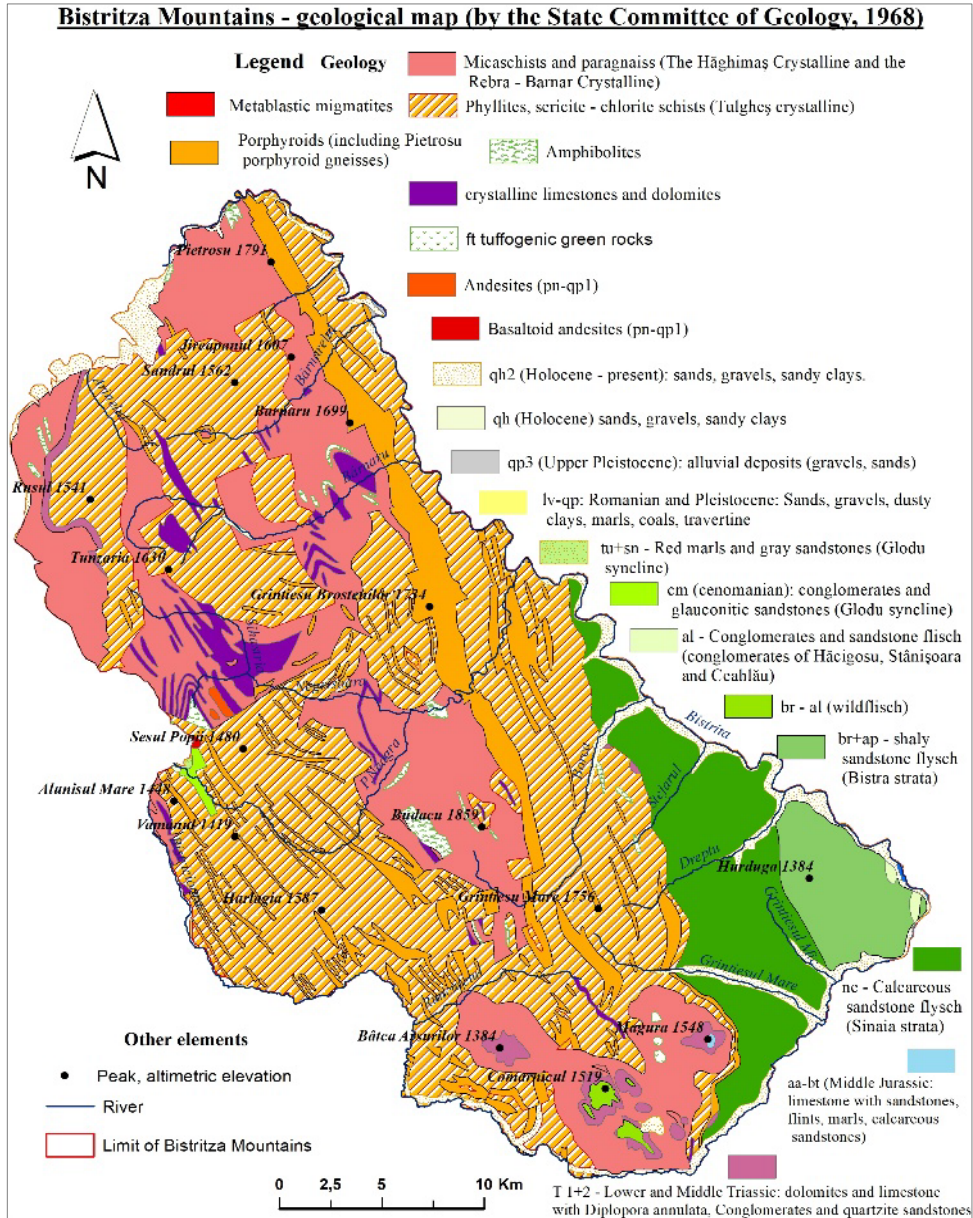 Bistritza Mountains - geological map (by the State Committee of Geology, 1968)
Legend Geology
Micaschists and paragnaiss (The Hăghimaş Crystalline and the
Rebra - Barnar Crystalline)
Metablastic migmatites
Phyllites, sericite - chlorite schists (Tulgheş crystalline)
Porphyroids (including Pietrosu
porphyroid gneisses)
Amphibolites
N
crystalline limestones and dolomites
ft tuffogenic green rocks
Andesites (pn-qp1)
Basaltoid andesites (pn-qp1)
qh2 (Holocene - present): sands, gravels, sandy clays.
qh (Holocene) sands, gravels, sandy clays
qp3 (Upper Pleistocene): alluvial deposits (gravels, sands)
lv-qp: Romanian and Pleistocene: Sands, gravels, dusty
clays, marls, coals, travertine
tu+sn - Red marls and gray sandstones (Glodu
syncline)
cm (cenomanian): conglomerates and
glauconitic sandstones (Glodu syncline)
al - Conglomerates and sandstone flisch
(conglomerates of Hăcigosu, Stânişoara
and Ceahlău)
br - al (wildflisch)
br+ap - shaly
sandstone flysch
(Bistra strata)
Pietrosu 1791
Jireapanul 1607
Sandrul 1562
Barnaru 1699
Barnaru
Rusul 1541
Tunzaria 1630
Grintiesu Brostenilor 1734
Negrisoara
Bistrita
Borca
Sesul Popii 1480
P. Neagra
Alunisul Mare 1448
Vamanul 1419
Budacu 1859
Dreptu
Hurdugo 1384
Harlagia 1587
Grintiesu Mare 1756
Grintiesul Mare
Bâtca Arsurilor 1384
Magura 1548
Comarnicul 1519
nc - Calcareous
sandstone flysch
(Sinaia strata)
aa-bt (Middle Jurassic:
limestone with sandstones,
flints, marls, calcareous
sandstones)
Other elements
Peak, altimetric elevation
River
Limit of Bistritza Mountains
0 2,5 5 10 Km
T 1+2 - Lower and Middle Triassic: dolomites and limestone
with Diplopora annulata, Conglomerates and quartzite sandstones